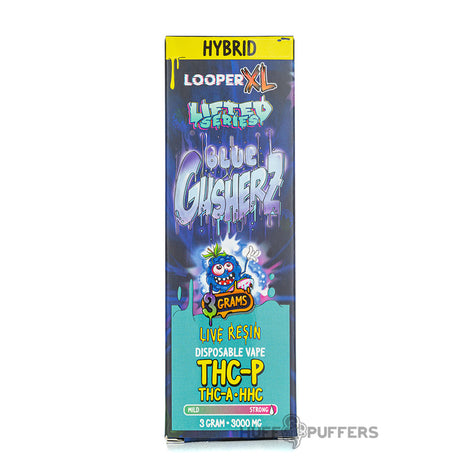 HYBRID
LOOPER XL
LIFTED
SERIES
BLUE
GUSHERZ
3 GRAMS
LIVE RESIN
DISPOSABLE VAPE
THC-P
THC-A • HHC
MILD STRONG
3 GRAM • 3000 MG
HUFF PUFFERS